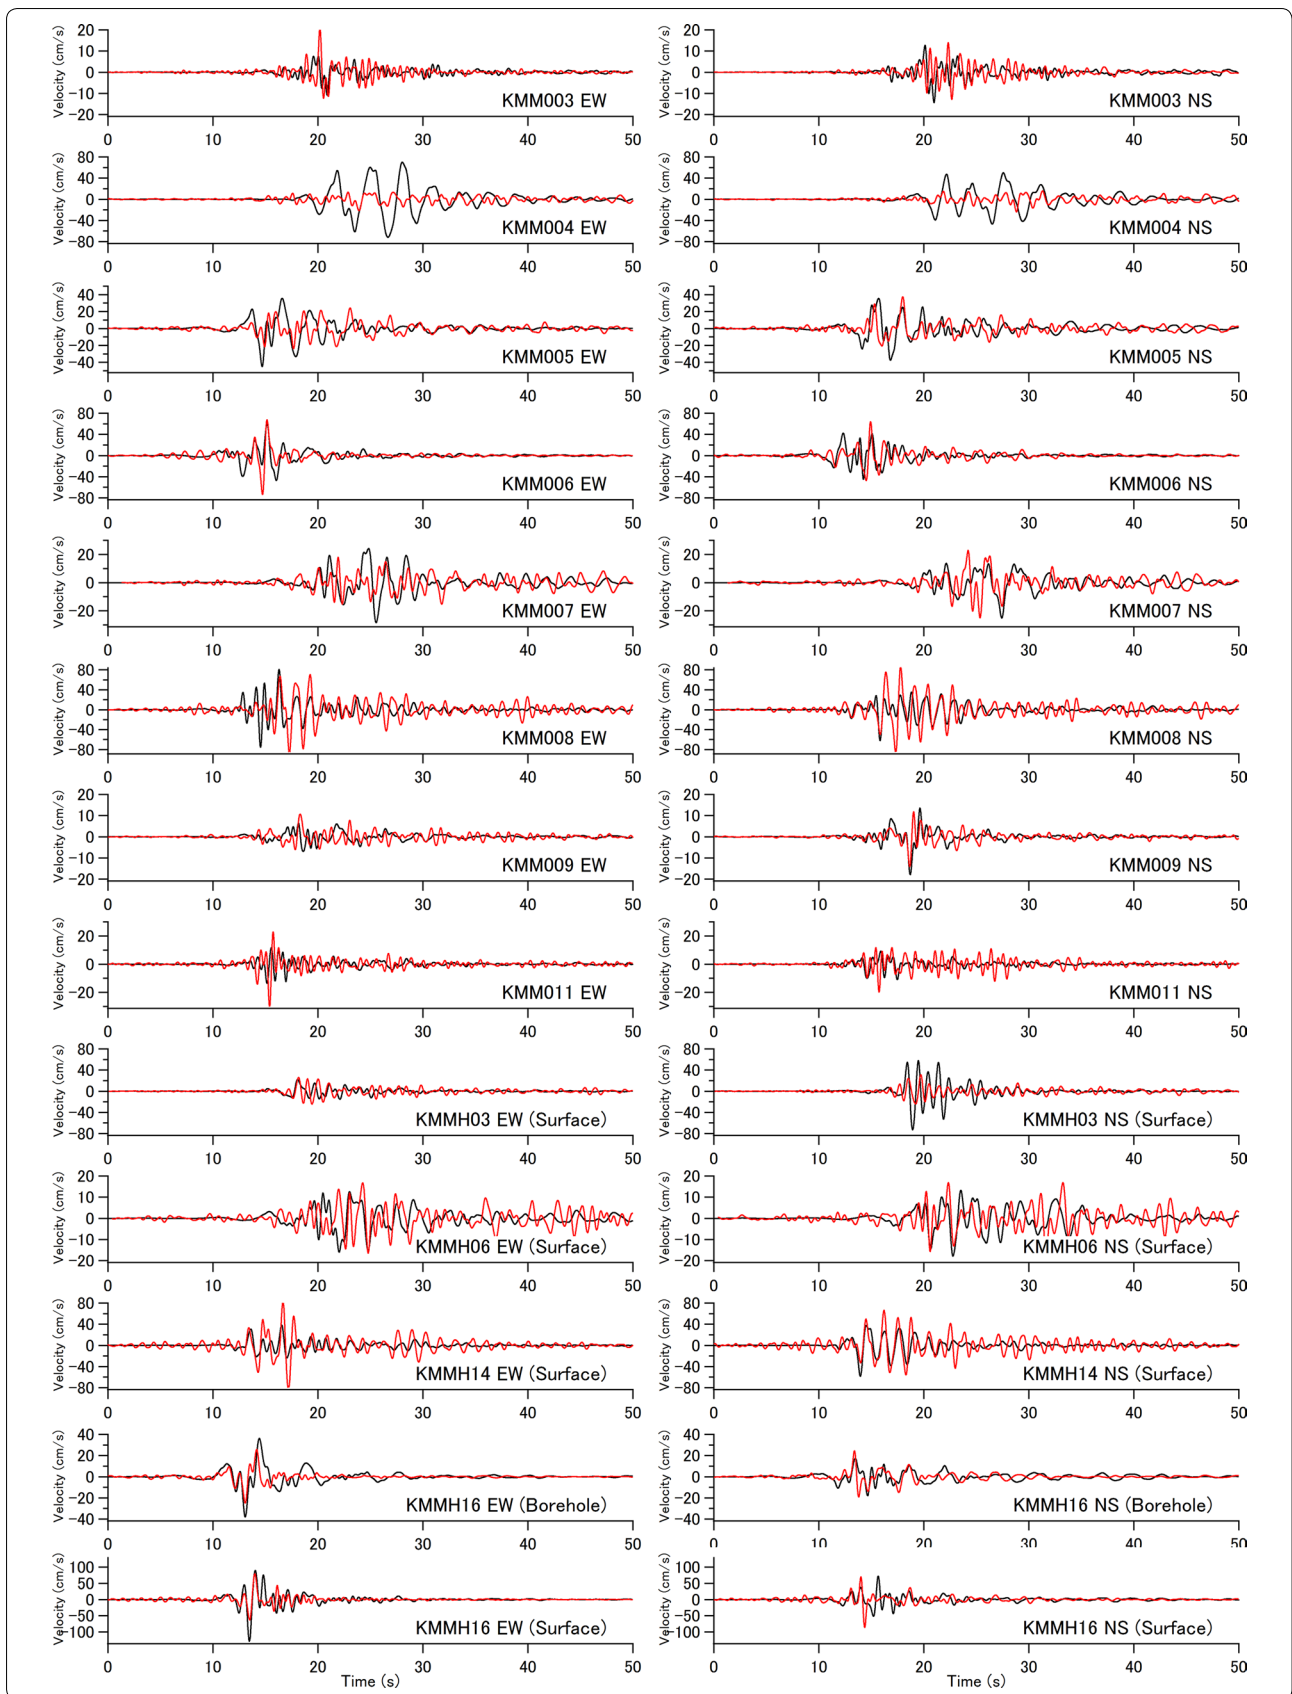 Velocity (cm/s) 20 10 0 −10 −20 KMM003 EW 0 10 20 30 40 50
Velocity (cm/s) 20 10 0 −10 −20 KMM003 NS 0 10 20 30 40 50
Velocity (cm/s) 80 40 0 −40 −80 KMM004 EW 0 10 20 30 40 50
Velocity (cm/s) 80 40 0 −40 −80 KMM004 NS 0 10 20 30 40 50
Velocity (cm/s) 40 20 0 −20 −40 KMM005 EW 0 10 20 30 40 50
Velocity (cm/s) 40 20 0 −20 −40 KMM005 NS 0 10 20 30 40 50
Velocity (cm/s) 80 40 0 −40 −80 KMM006 EW 0 10 20 30 40 50
Velocity (cm/s) 80 40 0 −40 −80 KMM006 NS 0 10 20 30 40 50
Velocity (cm/s) 20 0 −20 KMM007 EW 0 10 20 30 40 50
Velocity (cm/s) 20 0 −20 KMM007 NS 0 10 20 30 40 50
Velocity (cm/s) 80 40 0 −40 −80 KMM008 EW 0 10 20 30 40 50
Velocity (cm/s) 80 40 0 −40 −80 KMM008 NS 0 10 20 30 40 50
Velocity (cm/s) 20 10 0 −10 −20 KMM009 EW 0 10 20 30 40 50
Velocity (cm/s) 20 10 0 −10 −20 KMM009 NS 0 10 20 30 40 50
Velocity (cm/s) 20 0 −20 KMM011 EW 0 10 20 30 40 50
Velocity (cm/s) 20 0 −20 KMM011 NS 0 10 20 30 40 50
Velocity (cm/s) 80 40 0 −40 −80 KMMH03 EW (Surface) 0 10 20 30 40 50
Velocity (cm/s) 80 40 0 −40 −80 KMMH03 NS (Surface) 0 10 20 30 40 50
Velocity (cm/s) 20 10 0 −10 −20 KMMH06 EW (Surface) 0 10 20 30 40 50
Velocity (cm/s) 20 10 0 −10 −20 KMMH06 NS (Surface) 0 10 20 30 40 50
Velocity (cm/s) 80 40 0 −40 −80 KMMH14 EW (Surface) 0 10 20 30 40 50
Velocity (cm/s) 80 40 0 −40 −80 KMMH14 NS (Surface) 0 10 20 30 40 50
Velocity (cm/s) 40 20 0 −20 −40 KMMH16 EW (Borehole) 0 10 20 30 40 50
Velocity (cm/s) 40 20 0 −20 −40 KMMH16 NS (Borehole) 0 10 20 30 40 50
Velocity (cm/s) 100 50 0 −50 −100 KMMH16 EW (Surface) 0 10 20 30 40 50
Time (s)
Velocity (cm/s) 100 50 0 −50 −100 KMMH16 NS (Surface) 0 10 20 30 40 50
Time (s)